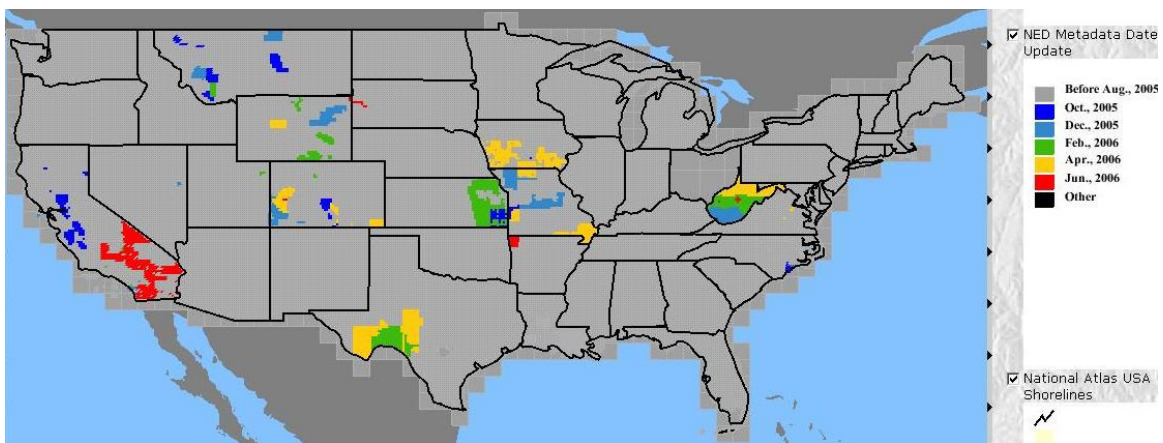 NED Metadata Date
Update
Before Aug., 2005
Oct., 2005
Dec., 2005
Feb., 2006
Apr., 2006
Jun., 2006
Other
National Atlas USA
Shorelines